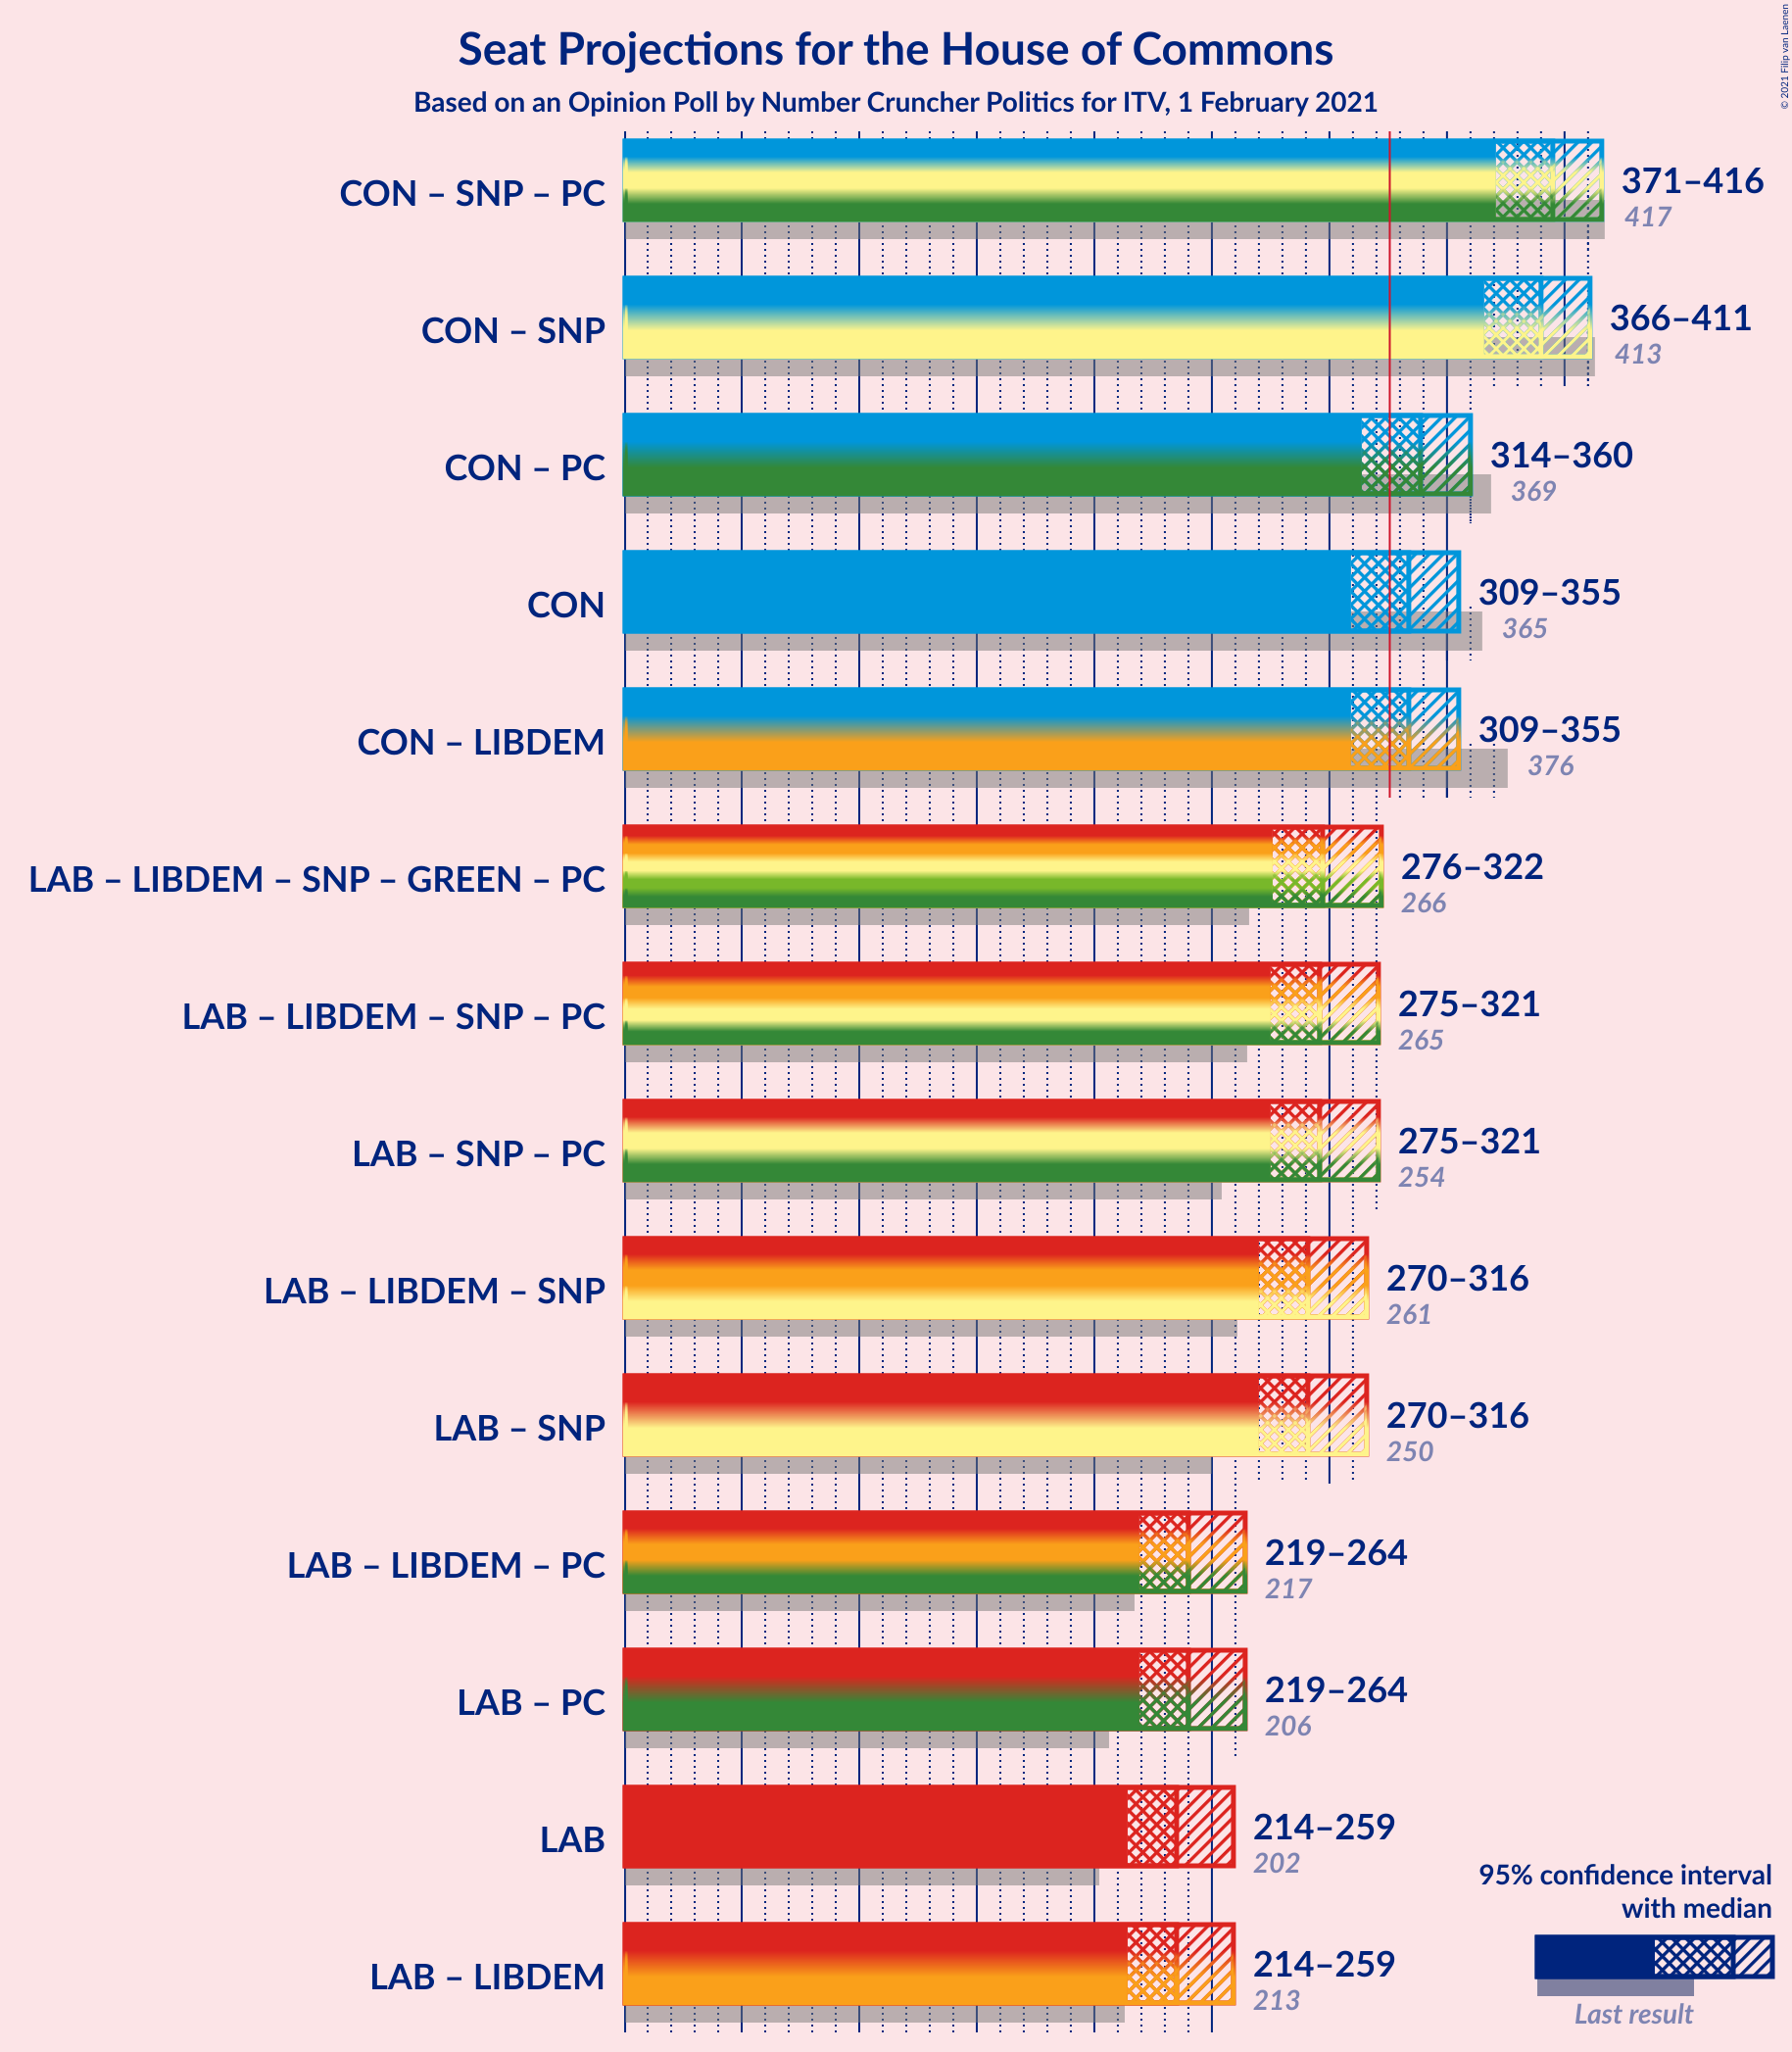 Seat Projections for the House of Commons
Based on an Opinion Poll by Number Cruncher Politics for ITV, 1 February 2021
© 2021 Filip van Laenen
CON – SNP – PC
371–416
417
CON – SNP
366–411
413
CON – PC
314–360
369
CON
309–355
365
CON – LIBDEM
309–355
376
LAB – LIBDEM – SNP – GREEN – PC
276–322
266
LAB – LIBDEM – SNP – PC
275–321
265
LAB – SNP – PC
275–321
254
LAB – LIBDEM – SNP
270–316
261
LAB – SNP
270–316
250
LAB – LIBDEM – PC
219–264
217
LAB – PC
219–264
206
LAB
214–259
202
LAB – LIBDEM
214–259
213
95% confidence interval
with median
Last result